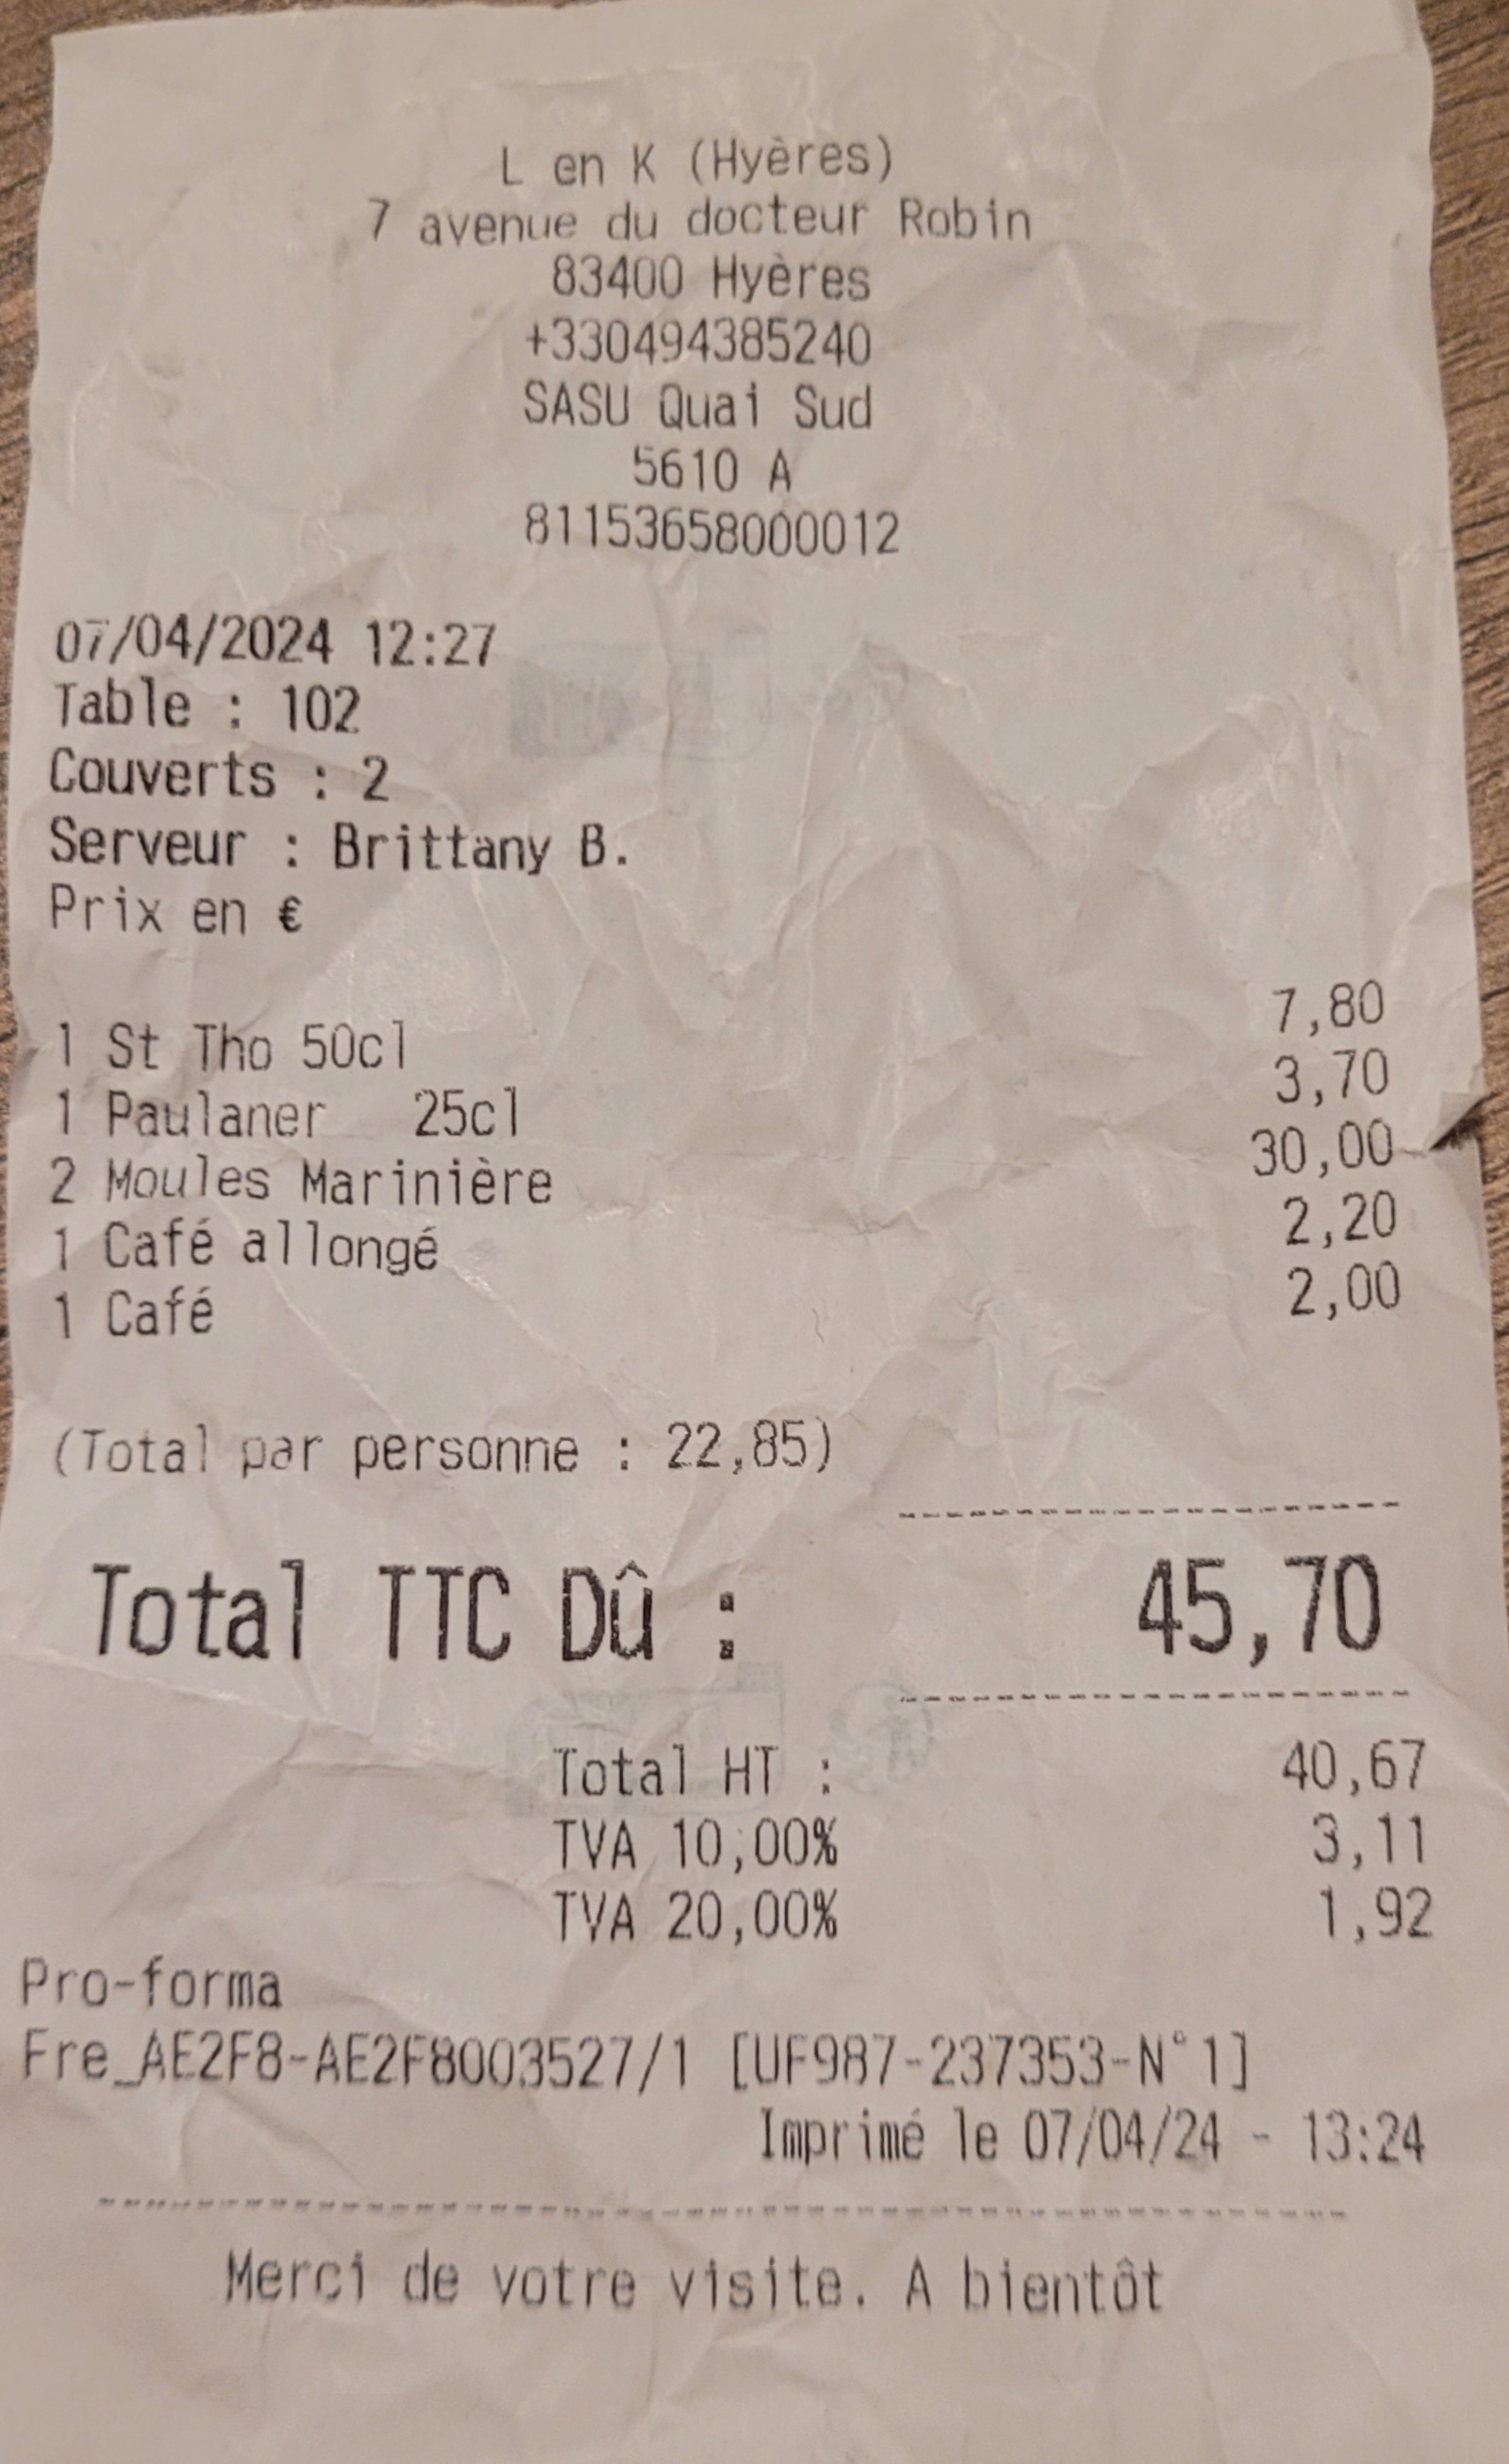 L en K (Hyères)
7 avenue du docteur Robin
83400 Hyères
+330494385240
SASU Quai Sud
5610 A
81153658000012
07/04/2024 12:27
Table : 102
Couverts : 2
Serveur : Brittany B.
Prix en €
1 St Tho 50cl 7,80
1 Paulaner 25cl 3,70
2 Moules Marinière 30,00
1 Café allongé 2,20
1 Café 2,00
(Total par personne : 22,85)
Total TTC Dû : 45,70
Total HT : 40,67
TVA 10,00% 3,11
TVA 20,00% 1,92
Pro-forma
Fre_AE2F8-AE2F8003527/1 [UF987-237353-N°1]
Imprimé le 07/04/24 - 13:24
Merci de votre visite. A bientôt